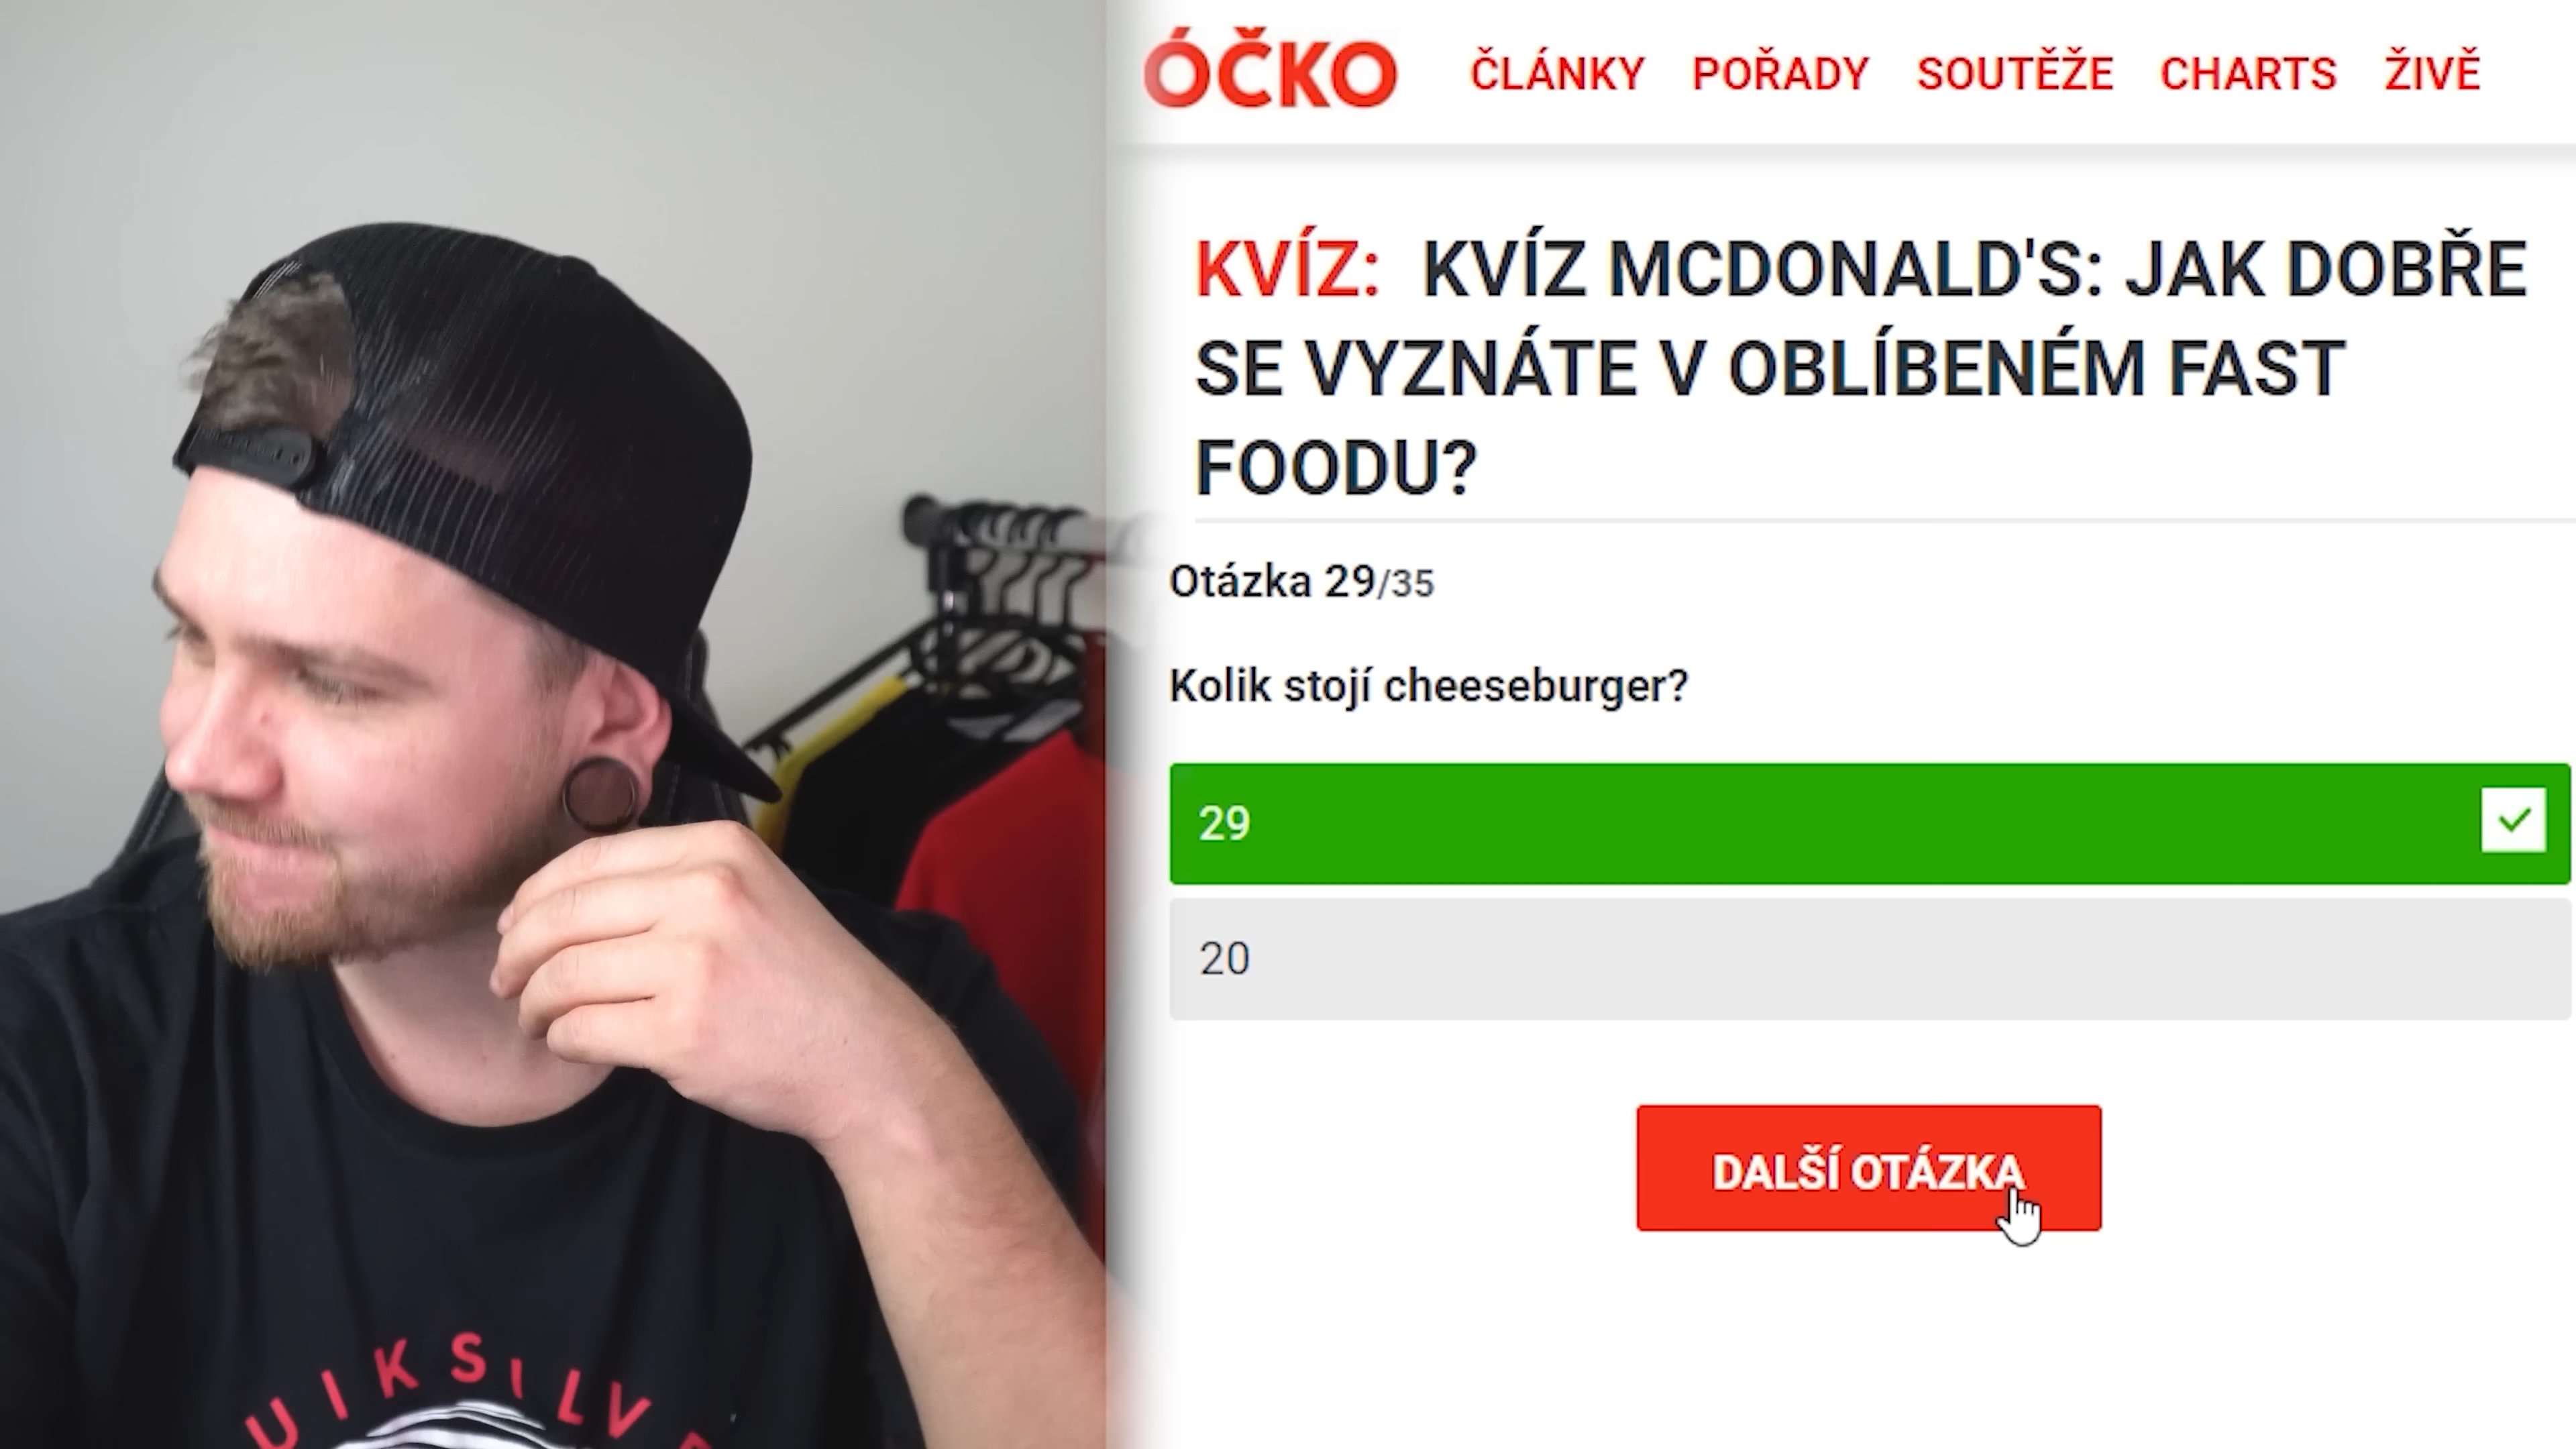 ÓČKO ČLÁNKY POŘADY SOUTĚŽE CHARTS ŽIVĚ
KVÍZ: KVÍZ MCDONALD'S: JAK DOBŘE
SE VYZNÁTE V OBLÍBENÉM FAST
FOODU?
Otázka 29/35
Kolik stojí cheeseburger?
29
20
DALŠÍ OTÁZKA
UIKSILVE